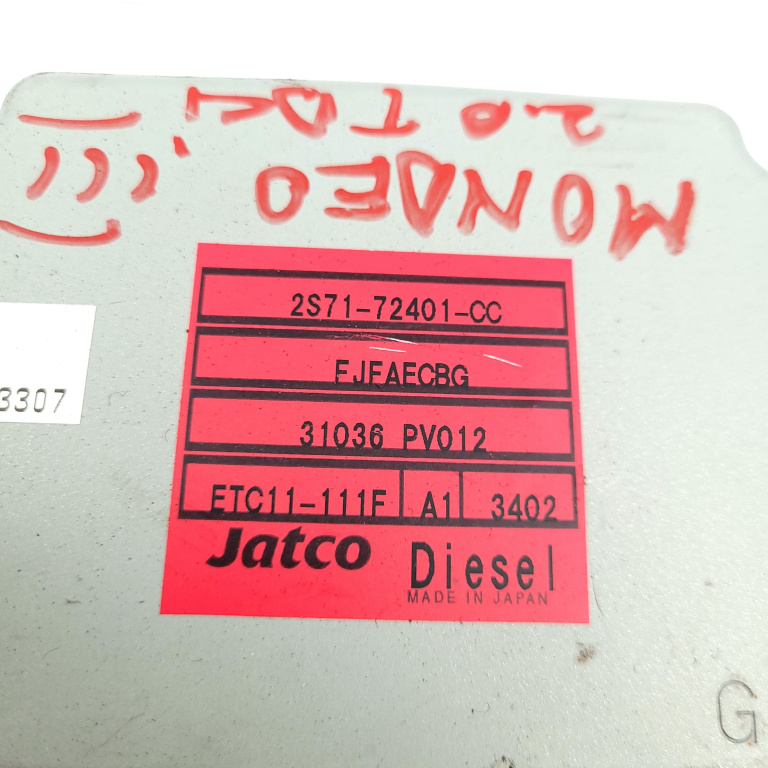 MONDEO
2.0 TDCI
2S71-72401-CC
FJFAECBG
31036 PV012
ETC11-111F A1 3402
Jatco Diesel
MADE IN JAPAN
3307
G